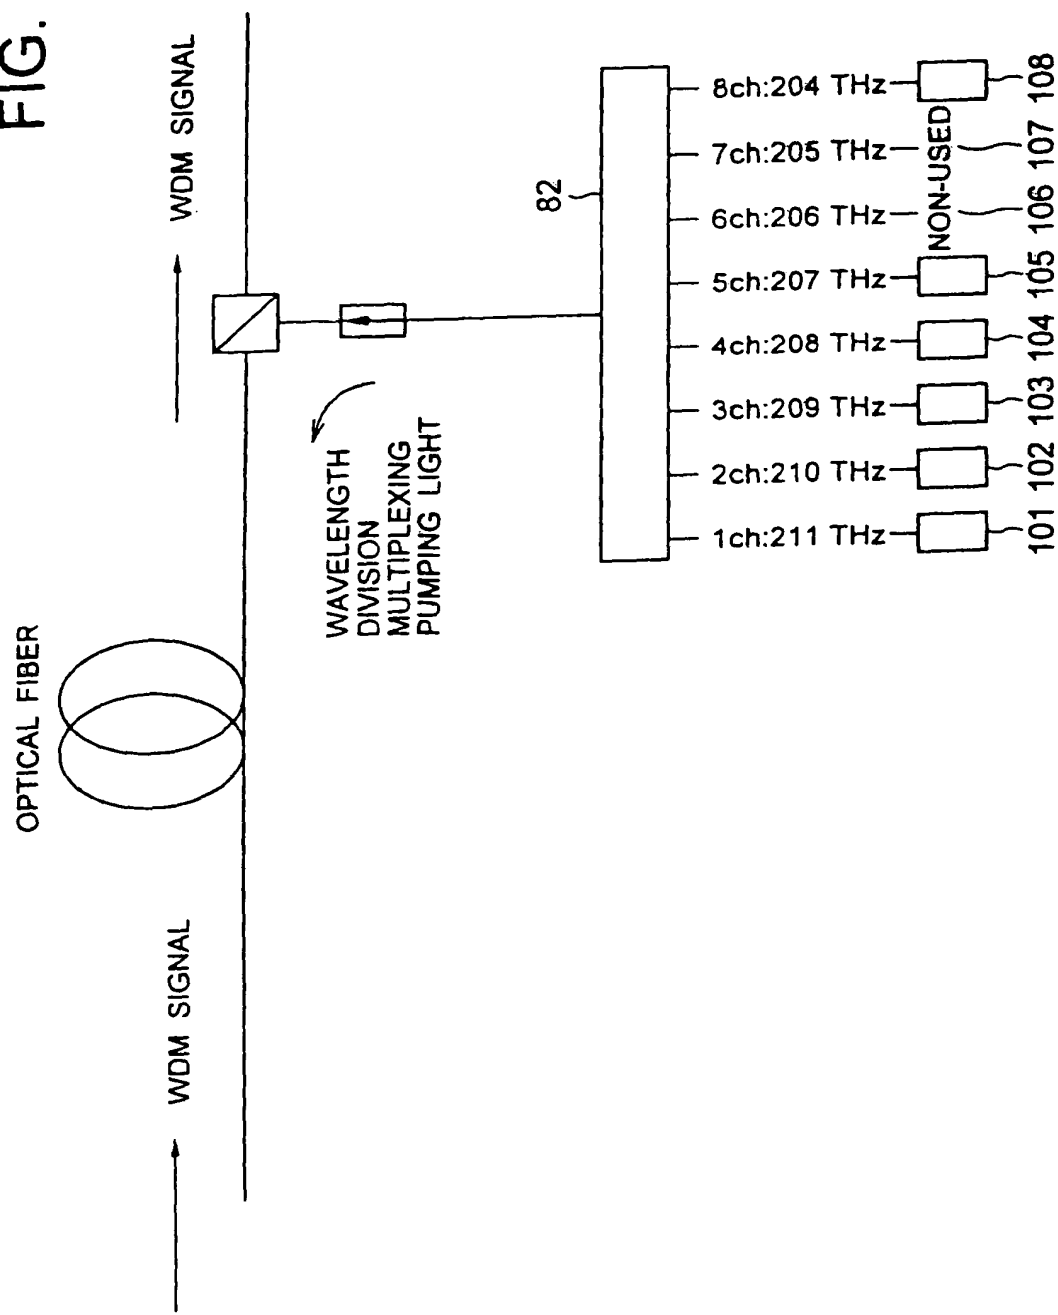 FIG.
OPTICAL FIBER
WDM SIGNAL
WDM SIGNAL
WAVELENGTH
DIVISION
MULTIPLEXING
PUMPING LIGHT
82
1ch:211 THz
2ch:210 THz
3ch:209 THz
4ch:208 THz
5ch:207 THz
6ch:206 THz
7ch:205 THz
8ch:204 THz
NON-USED
101
102
103
104
105
106
107
108